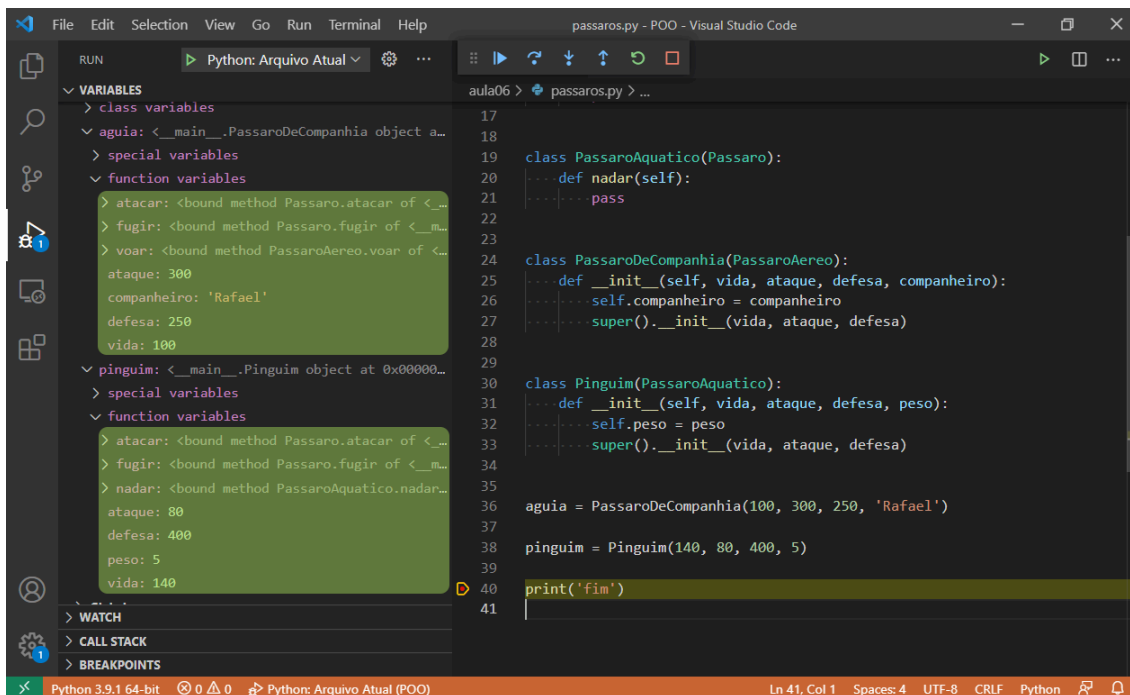 File Edit Selection View Go Run Terminal Help passaros.py - POO - Visual Studio Code
RUN Python: Arquivo Atual ...
VARIABLES
> class variables
aguia: <__main__.PassaroDeCompanhia object a...
> special variables
function variables
> atacar: <bound method Passaro.atacar of <_...
> fugir: <bound method Passaro.fugir of <__m...
> voar: <bound method PassaroAereo.voar of <...
ataque: 300
companheiro: 'Rafael'
defesa: 250
vida: 100
pinguim: <__main__.Pinguim object at 0x00000...
> special variables
function variables
> atacar: <bound method Passaro.atacar of <_...
> fugir: <bound method Passaro.fugir of <__m...
> nadar: <bound method PassaroAquatico.nadar...
ataque: 80
defesa: 400
peso: 5
vida: 140
> WATCH
> CALL STACK
> BREAKPOINTS
1
1
aula06 > passaros.py > ...
17
18
19 class PassaroAquatico(Passaro):
20 def nadar(self):
21 pass
22
23
24 class PassaroDeCompanhia(PassaroAereo):
25 def __init__(self, vida, ataque, defesa, companheiro):
26 self.companheiro = companheiro
27 super().__init__(vida, ataque, defesa)
28
29
30 class Pinguim(PassaroAquatico):
31 def __init__(self, vida, ataque, defesa, peso):
32 self.peso = peso
33 super().__init__(vida, ataque, defesa)
34
35
36 aguia = PassaroDeCompanhia(100, 300, 250, 'Rafael')
37
38 pinguim = Pinguim(140, 80, 400, 5)
39
40 print('fim')
41
Python 3.9.1 64-bit 0 0 Python: Arquivo Atual (POO) Ln 41, Col 1 Spaces: 4 UTF-8 CRLF Python